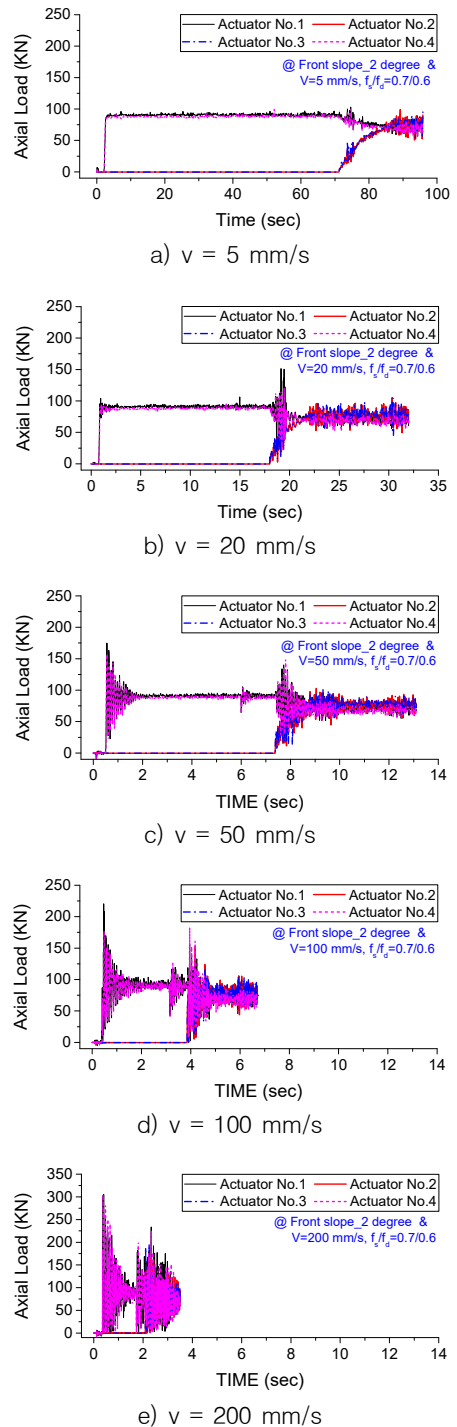 Actuator No.1 Actuator No.2
Actuator No.3 Actuator No.4
@ Front slope_2 degree &
V=5 mm/s, fs/fd=0.7/0.6
Axial Load (KN)
250
200
150
100
50
0
0 20 40 60 80 100
Time (sec)
a) v = 5 mm/s
Actuator No.1 Actuator No.2
Actuator No.3 Actuator No.4
@ Front slope_2 degree &
V=20 mm/s, fs/fd=0.7/0.6
Axial Load (KN)
250
200
150
100
50
0
0 5 10 15 20 25 30 35
Time (sec)
b) v = 20 mm/s
Actuator No.1 Actuator No.2
Actuator No.3 Actuator No.4
@ Front slope_2 degree &
V=50 mm/s, fs/fd=0.7/0.6
Axial Load (KN)
250
200
150
100
50
0
0 2 4 6 8 10 12 14
TIME (sec)
c) v = 50 mm/s
Actuator No.1 Actuator No.2
Actuator No.3 Actuator No.4
@ Front slope_2 degree &
V=100 mm/s, fs/fd=0.7/0.6
Axial Load (KN)
250
200
150
100
50
0
0 2 4 6 8 10 12 14
TIME (sec)
d) v = 100 mm/s
Actuator No.1 Actuator No.2
Actuator No.3 Actuator No.4
@ Front slope_2 degree &
V=200 mm/s, fs/fd=0.7/0.6
Axial Load (KN)
350
300
250
200
150
100
50
0
0 2 4 6 8 10 12 14
TIME (sec)
e) v = 200 mm/s